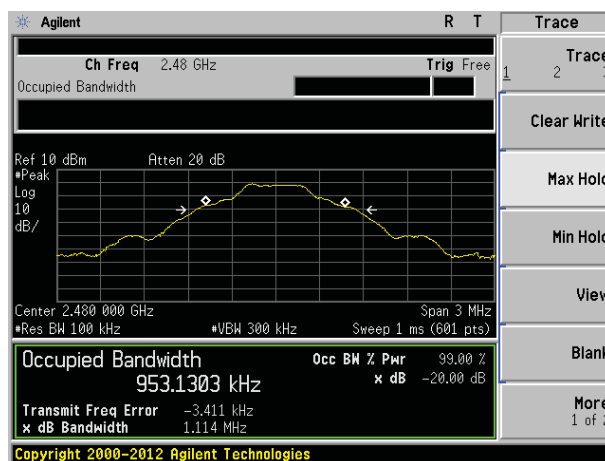 Agilent R T Trace
Ch Freq 2.48 GHz Trig Free
Occupied Bandwidth
Trace
1 2
Clear Write
Max Hold
Min Hold
View
Blank
More
1 of 2
Ref 10 dBm Atten 20 dB
#Peak
Log
10
dB/
Center 2.480 000 GHz Span 3 MHz
#Res BW 100 kHz #VBW 300 kHz Sweep 1 ms (601 pts)
Occupied Bandwidth Occ BW % Pwr 99.00 %
953.1303 kHz x dB -20.00 dB
Transmit Freq Error -3.411 kHz
x dB Bandwidth 1.114 MHz
Copyright 2000-2012 Agilent Technologies